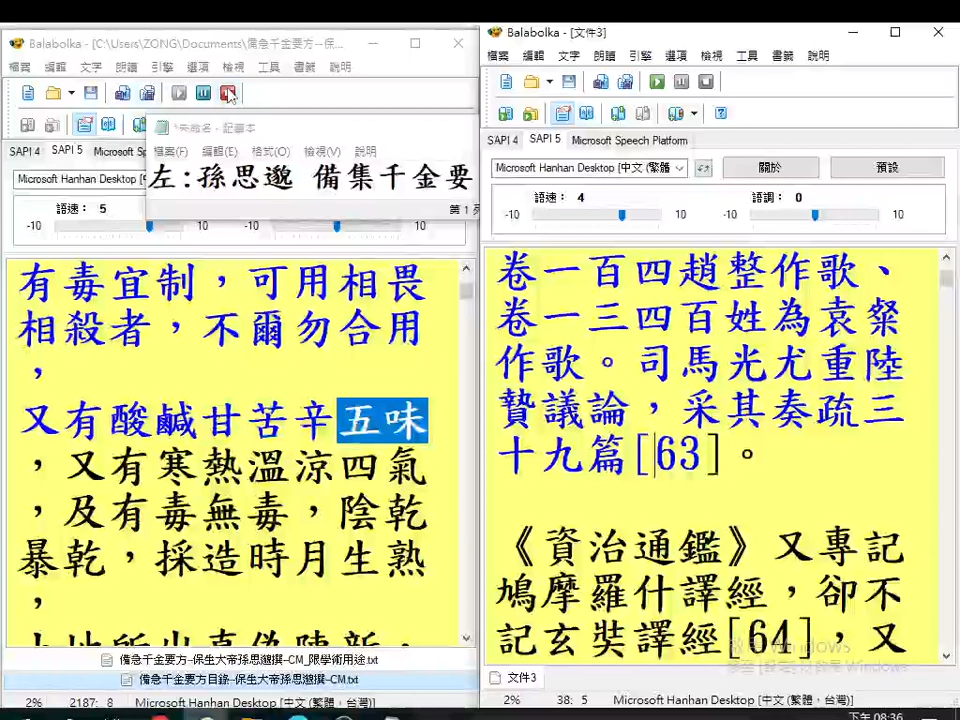 Balabolka - [C:\Users\ZONG\Documents\備急千金要方--保...
檔案 編輯 文字 朗讀 引擎 選項 檢視 工具 書籤 說明
*未命名 - 記事本
檔案(F) 編輯(E) 格式(O) 檢視(V) 說明
左:孫思邈 備集千金要
第 1 列
SAPI 4 SAPI 5 Microsoft Sp
Microsoft Hanhan Desktop [中
語速： 5
-10 10 -10 10
有毒宜制，可用相畏
相殺者，不爾勿合用
，
又有酸鹹甘苦辛五味
，又有寒熱溫涼四氣
，及有毒無毒，陰乾
暴乾，採造時月生熟
，
土地所出真偽陳新，
備急千金要方--保生大帝孫思邈撰--CM_限學術用途.txt
備急千金要方目錄--保生大帝孫思邈撰--CM.txt
2% 2187: 8 Microsoft Hanhan Desktop [中文 (繁體，台灣)]
Balabolka - [文件3]
檔案 編輯 文字 朗讀 引擎 選項 檢視 工具 書籤 說明
SAPI 4 SAPI 5 Microsoft Speech Platform
Microsoft Hanhan Desktop [中文 (繁體 關於 預設
語速： 4 語調： 0
-10 10 -10 10
卷一百四趙整作歌、
卷一三四百姓為袁粲
作歌。司馬光尤重陸
贄議論，采其奏疏三
十九篇[63]。
《資治通鑑》又專記
鳩摩羅什譯經，卻不
記玄奘譯經[64]，又
文件3
2% 38: 5 Microsoft Hanhan Desktop [中文 (繁體，台灣)]
下午 08:36